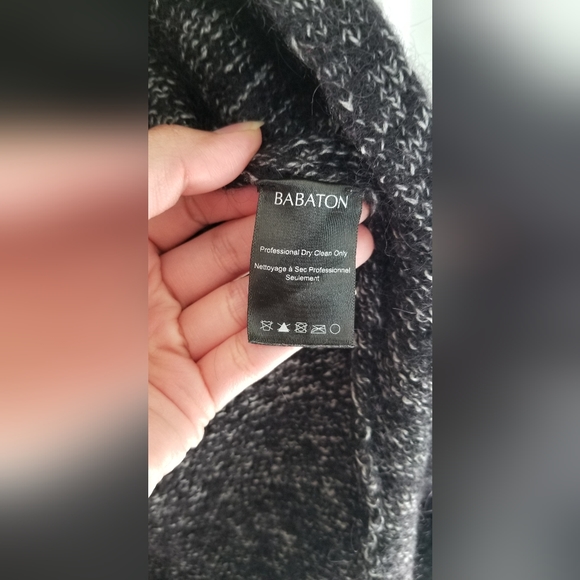 BABATON
Professional Dry Clean Only
Nettoyage à Sec Professionnel
Seulement